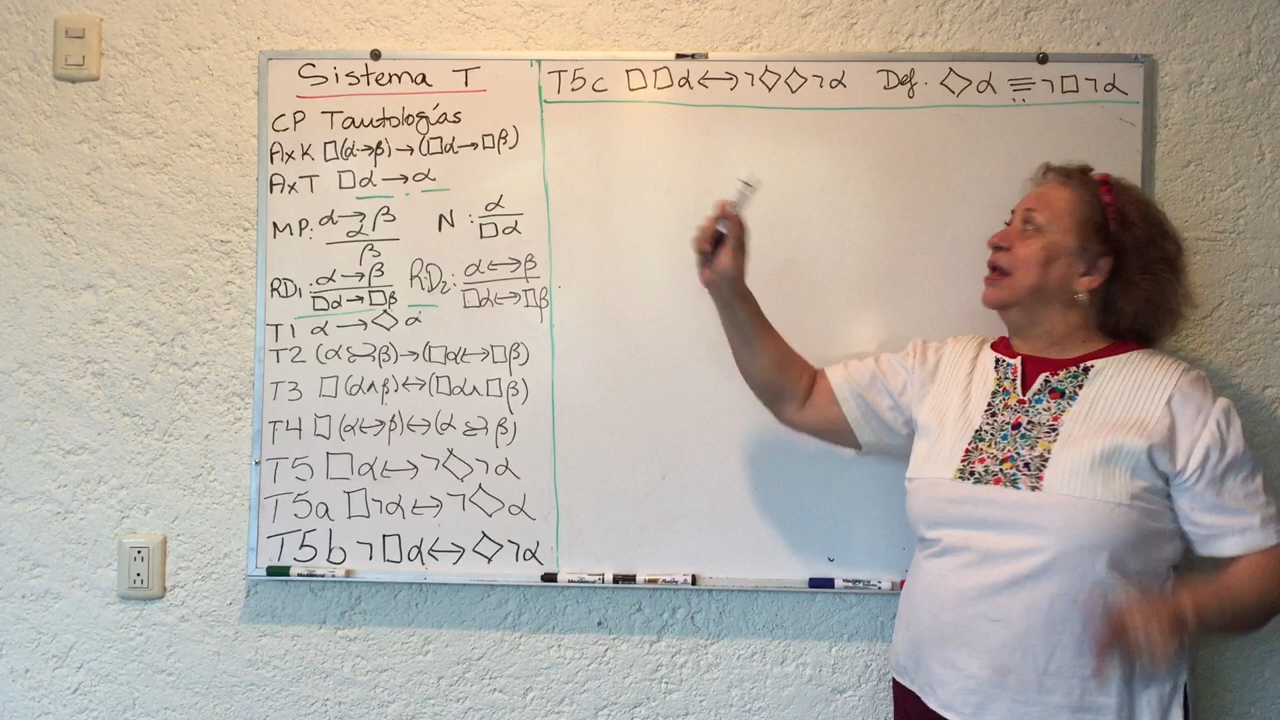 Sistema T
CP Tautologías
AxK □(α→β)→(□α→□β)
AxT □α→α
MP: α→β
α
β
N: α
□α
RD1: α→β
□α→□β
RD2: α↔β
□α↔□β
T1 α→◇α
T2 (α⥽β)→(□α↔□β)
T3 □(α∧β)↔(□α∧□β)
T4 □(α↔β)↔(α⥽β)
T5 □α↔¬◇¬α
T5a □¬α↔¬◇α
T5b ¬□α↔◇¬α
T5c □□α↔¬◇◇¬α Def. ◇α≡¬□¬α